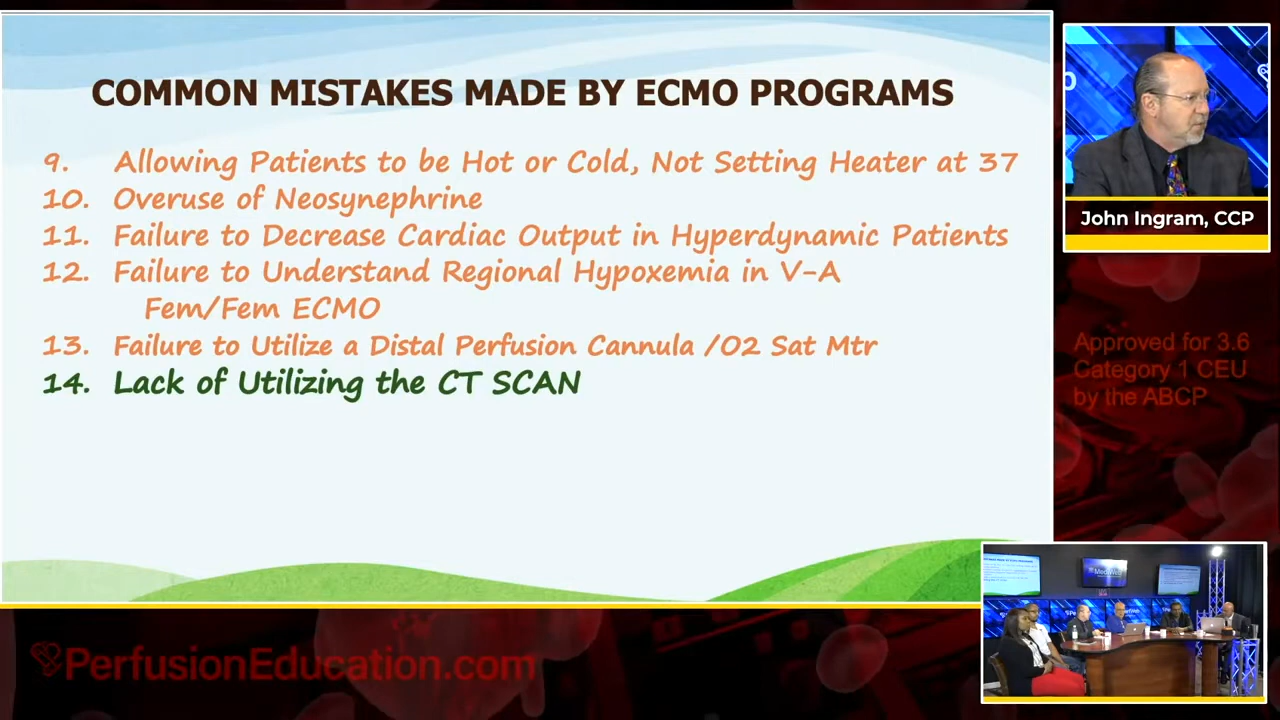 COMMON MISTAKES MADE BY ECMO PROGRAMS
9. Allowing Patients to be Hot or Cold, Not Setting Heater at 37
10. Overuse of Neosynephrine
11. Failure to Decrease Cardiac Output in Hyperdynamic Patients
12. Failure to Understand Regional Hypoxemia in V-A
Fem/Fem ECMO
13. Failure to Utilize a Distal Perfusion Cannula /O2 Sat Mtr
14. Lack of Utilizing the CT SCAN
John Ingram, CCP
Approved for 3.6
Category 1 CEU
by the ABCP
PerfusionEducation.com